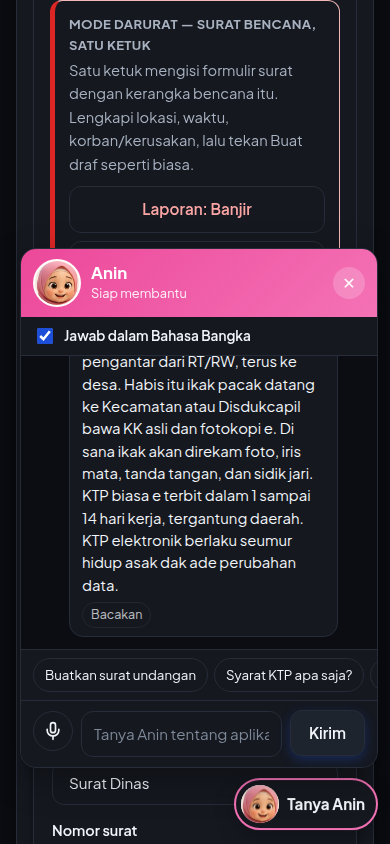 MODE DARURAT — SURAT BENCANA,
SATU KETUK
Satu ketuk mengisi formulir surat
dengan kerangka bencana itu.
Lengkapi lokasi, waktu,
korban/kerusakan, lalu tekan Buat
draf seperti biasa.
Laporan: Banjir
Anin
Siap membantu
Jawab dalam Bahasa Bangka
pengantar dari RT/RW, terus ke
desa. Habis itu ikak pacak datang
ke Kecamatan atau Disdukcapil
bawa KK asli dan fotokopi e. Di
sana ikak akan direkam foto, iris
mata, tanda tangan, dan sidik jari.
KTP biasa e terbit dalam 1 sampai
14 hari kerja, tergantung daerah.
KTP elektronik berlaku seumur
hidup asak dak ade perubahan
data.
Bacakan
Buatkan surat undangan
Syarat KTP apa saja?
Tanya Anin tentang aplika
Kirim
Surat Dinas
Tanya Anin
Nomor surat